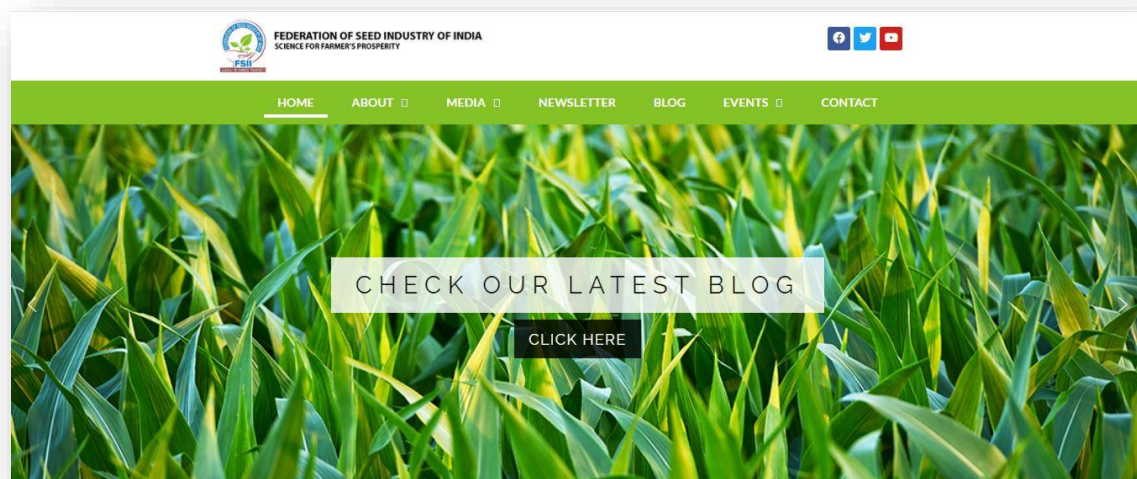 FEDERATION OF SEED INDUSTRY OF INDIA
SCIENCE FOR FARMER'S PROSPERITY
FSII
HOME ABOUT MEDIA NEWSLETTER BLOG EVENTS CONTACT
CHECK OUR LATEST BLOG
CLICK HERE